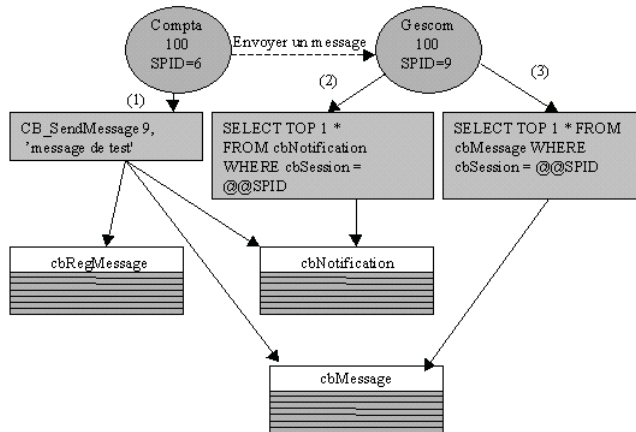 Compta
100
SPID=6
Envoyer un message
Gescom
100
SPID=9
(1)
(2)
(3)
CB_SendMessage 9,
'message de test'
SELECT TOP 1 *
FROM cbNotification
WHERE cbSession =
@@SPID
SELECT TOP 1 * FROM
cbMessage WHERE
cbSession = @@SPID
cbRegMessage
cbNotification
cbMessage